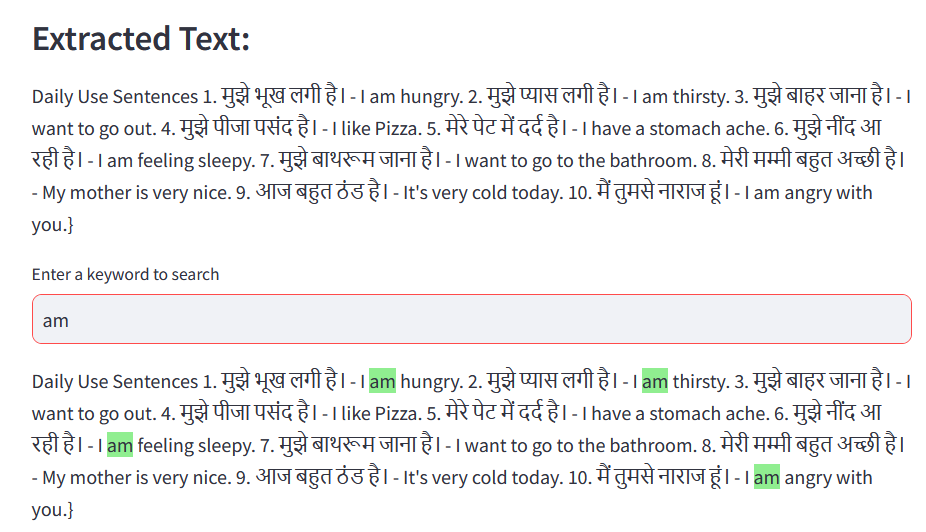 Extracted Text:
Daily Use Sentences 1. मुझे भूख लगी है। - I am hungry. 2. मुझे प्यास लगी है। - I am thirsty. 3. मुझे बाहर जाना है। - I
want to go out. 4. मुझे पीजा पसंद है। - I like Pizza. 5. मेरे पेट में दर्द है। - I have a stomach ache. 6. मुझे नींद आ
रही है। - I am feeling sleepy. 7. मुझे बाथरूम जाना है। - I want to go to the bathroom. 8. मेरी मम्मी बहुत अच्छी है।
- My mother is very nice. 9. आज बहुत ठंड है। - It's very cold today. 10. मैं तुमसे नाराज हूं। - I am angry with
you.}
Enter a keyword to search
am
Daily Use Sentences 1. मुझे भूख लगी है। - I am hungry. 2. मुझे प्यास लगी है। - I am thirsty. 3. मुझे बाहर जाना है। - I
want to go out. 4. मुझे पीजा पसंद है। - I like Pizza. 5. मेरे पेट में दर्द है। - I have a stomach ache. 6. मुझे नींद आ
रही है। - I am feeling sleepy. 7. मुझे बाथरूम जाना है। - I want to go to the bathroom. 8. मेरी मम्मी बहुत अच्छी है।
- My mother is very nice. 9. आज बहुत ठंड है। - It's very cold today. 10. मैं तुमसे नाराज हूं। - I am angry with
you.}